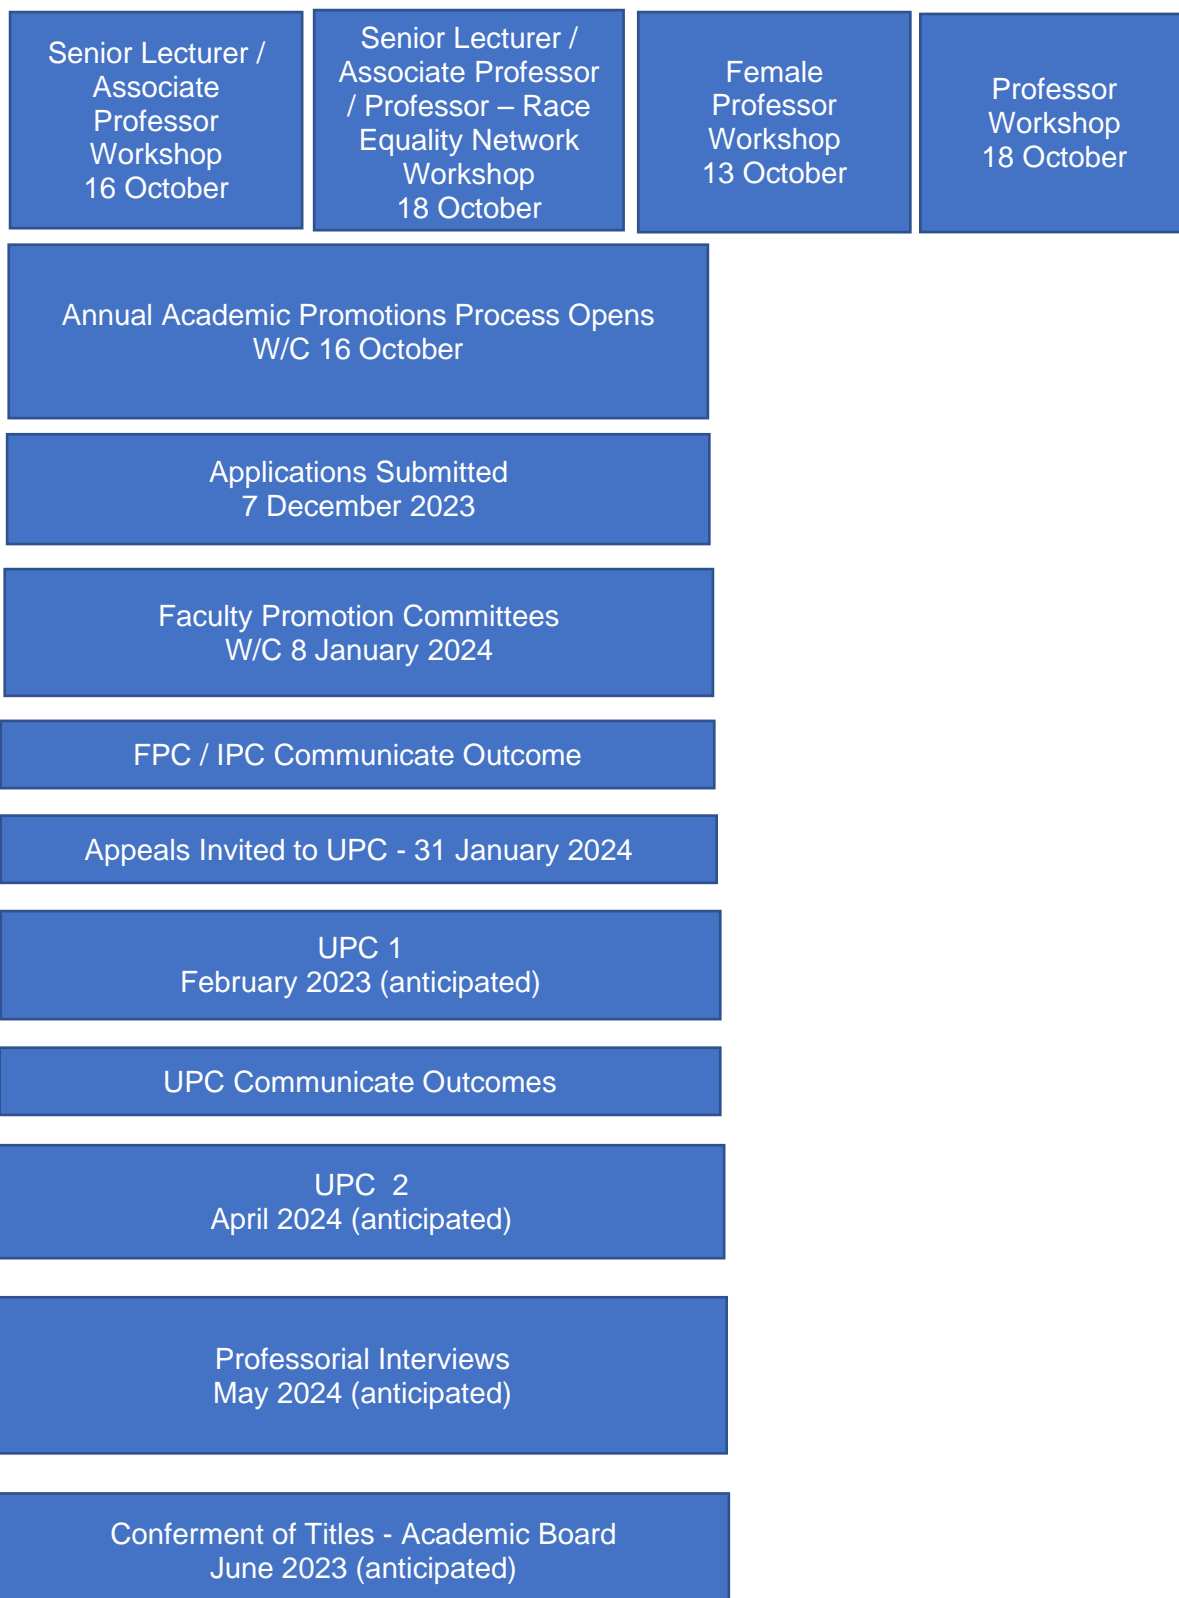 Senior Lecturer /
Associate
Professor
Workshop
16 October
Senior Lecturer /
Associate Professor
/ Professor – Race
Equality Network
Workshop
18 October
Female
Professor
Workshop
13 October
Professor
Workshop
18 October
Annual Academic Promotions Process Opens
W/C 16 October
Applications Submitted
7 December 2023
Faculty Promotion Committees
W/C 8 January 2024
FPC / IPC Communicate Outcome
Appeals Invited to UPC - 31 January 2024
UPC 1
February 2023 (anticipated)
UPC Communicate Outcomes
UPC  2
April 2024 (anticipated)
Professorial Interviews
May 2024 (anticipated)
Conferment of Titles - Academic Board
June 2023 (anticipated)